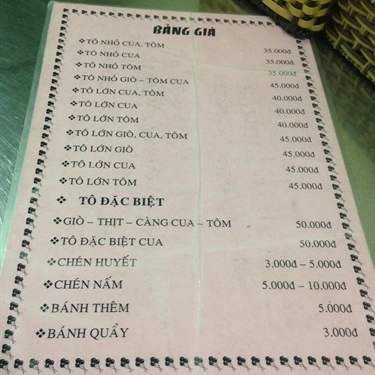 BẢNG GIÁ
TÔ NHỎ CUA, TÔM 35.000đ
TÔ NHỎ CUA 35.000đ
TÔ NHỎ TÔM 35.000đ
TÔ NHỎ GIÒ – TÔM CUA 45.000đ
TÔ LỚN CUA, TÔM 40.000đ
TÔ LỚN CUA 40.000đ
TÔ LỚN TÔM 40.000đ
TÔ LỚN GIÒ, CUA, TÔM 45.000đ
TÔ LỚN GIÒ 45.000đ
TÔ LỚN CUA 45.000đ
TÔ LỚN TÔM 45.000đ
TÔ ĐẶC BIỆT
GIÒ – THỊT – CÀNG CUA – TÔM 50.000đ
TÔ ĐẶC BIỆT CUA 50.000đ
CHÉN HUYẾT 3.000đ – 5.000đ
CHÉN NẤM 5.000đ – 10.000đ
BÁNH THÊM 5.000đ
BÁNH QUẨY 3.000đ